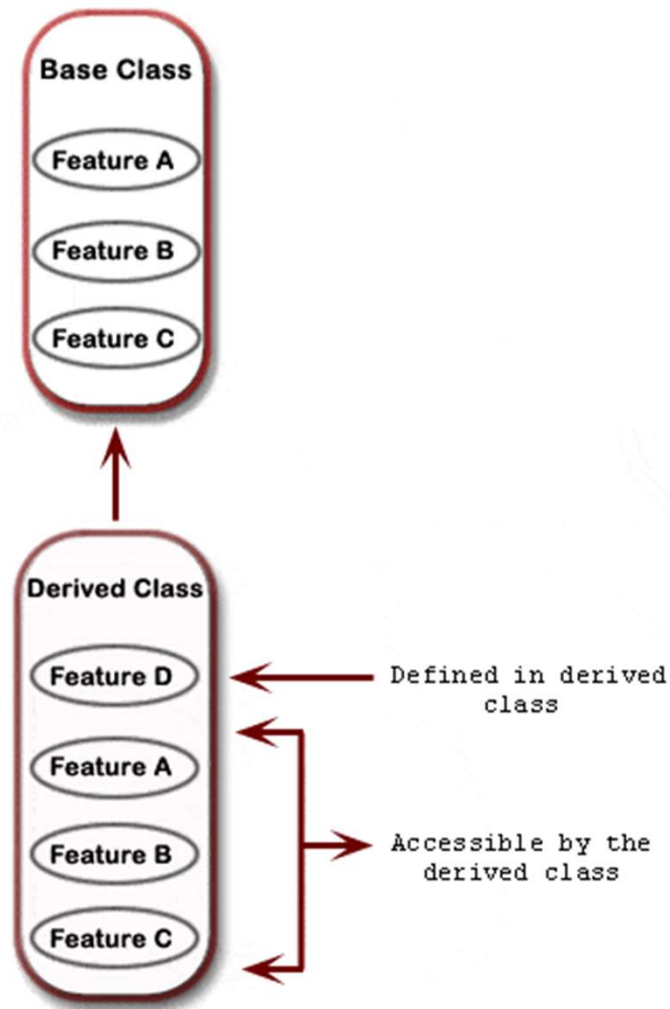 Base Class
Feature A
Feature B
Feature C
Derived Class
Feature D
Defined in derived
class
Feature A
Accessible by the
derived class
Feature B
Feature C